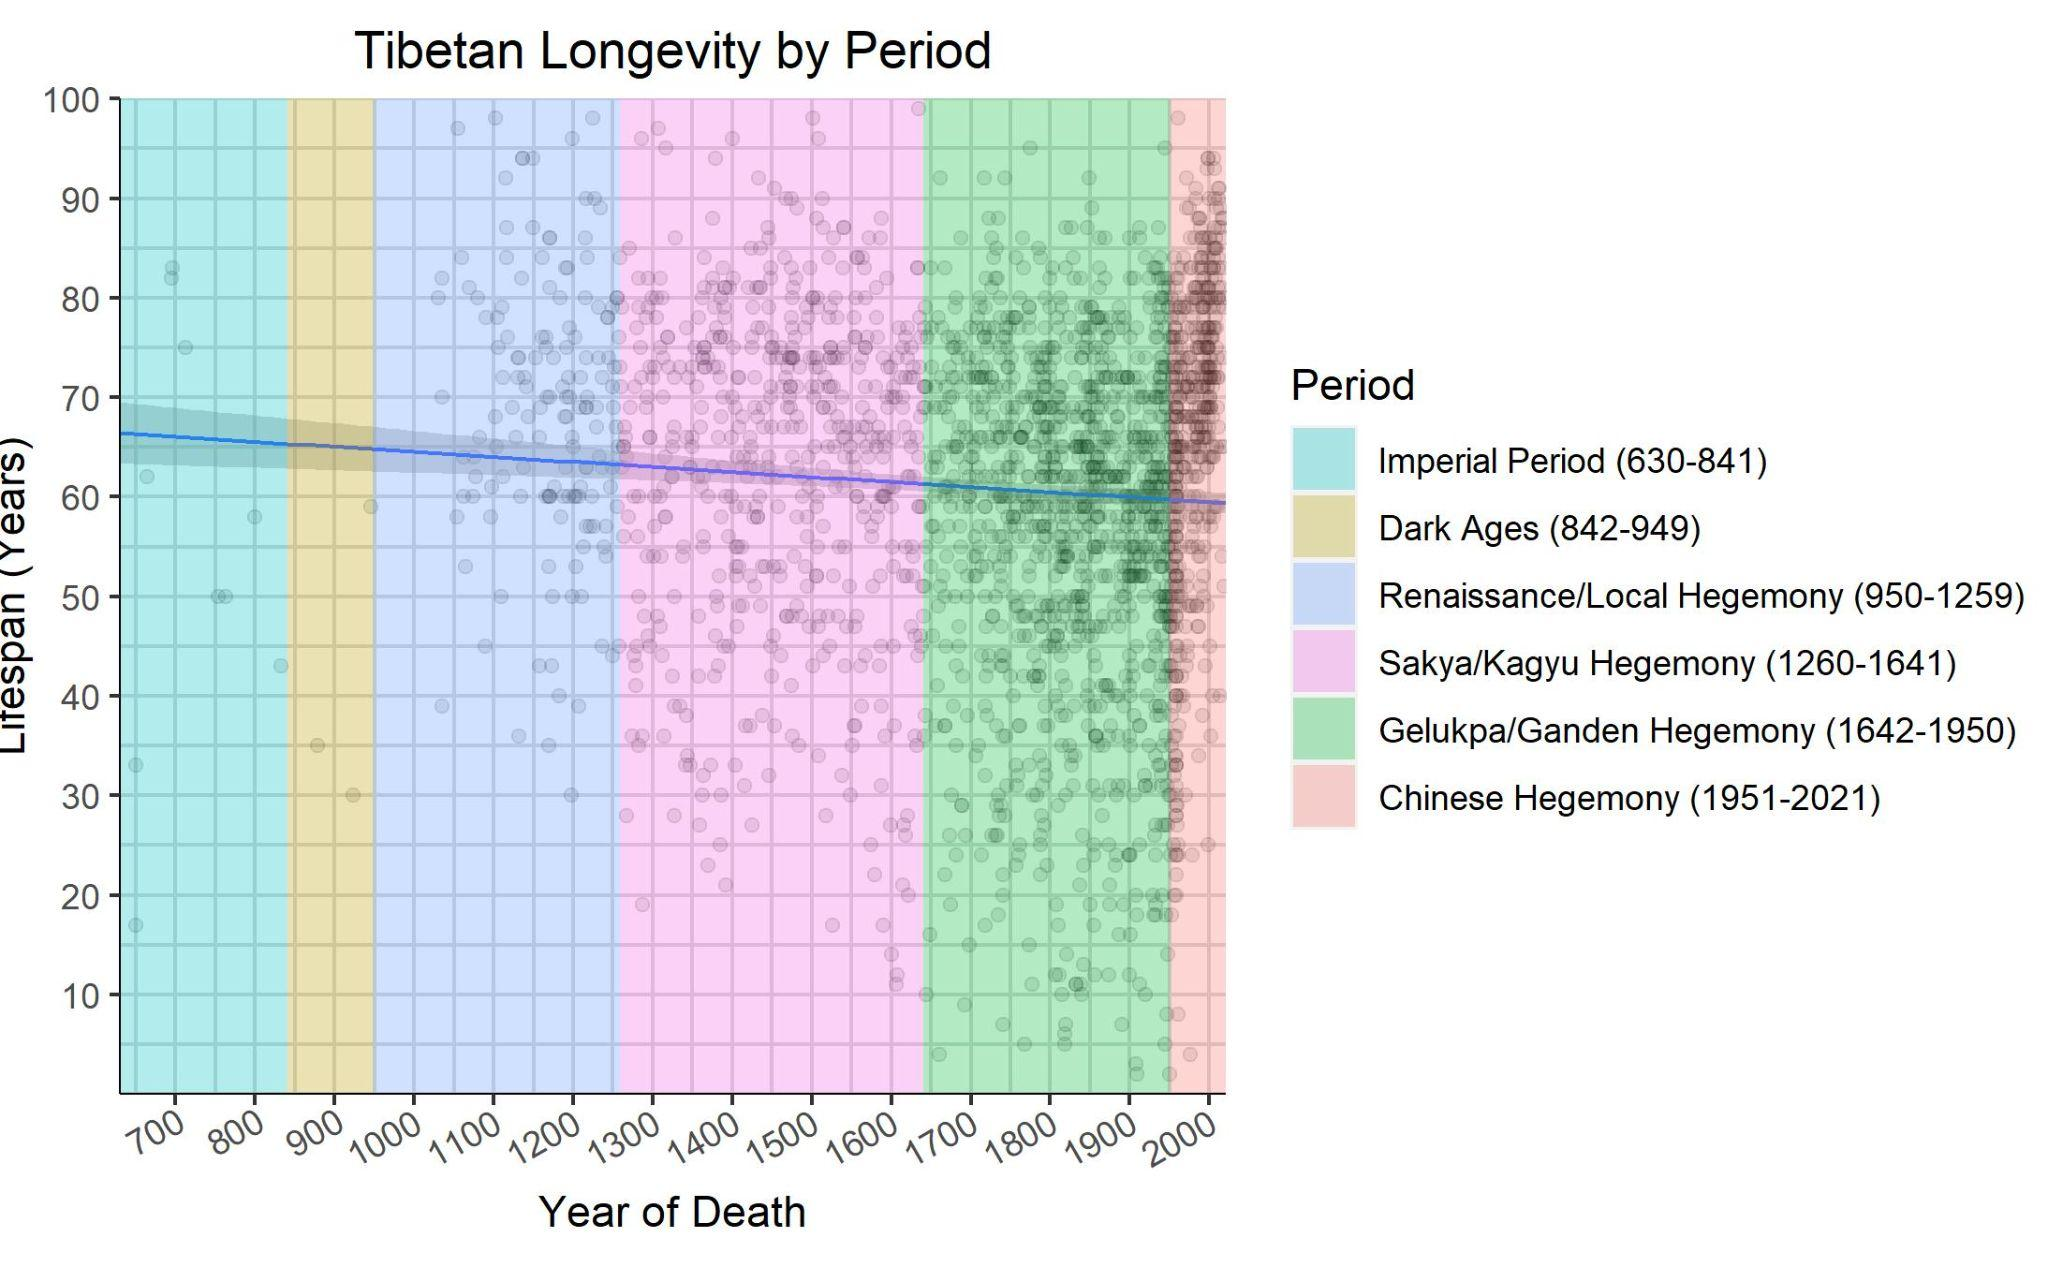 Tibetan Longevity by Period
100
90
80
70
60
50
40
30
20
10
Lifespan (Years)
700 800 900 1000 1100 1200 1300 1400 1500 1600 1700 1800 1900 2000
Year of Death
Period
Imperial Period (630-841)
Dark Ages (842-949)
Renaissance/Local Hegemony (950-1259)
Sakya/Kagyu Hegemony (1260-1641)
Gelukpa/Ganden Hegemony (1642-1950)
Chinese Hegemony (1951-2021)